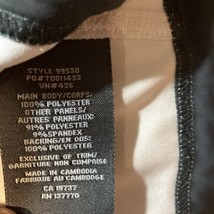 STYLE 99530
PO#TD011433
VN#426
MAIN BODY/CORPS:
100% POLYESTER
OTHER PANELS/
AUTRES PANNEAUX:
91% POLYESTER
9%SPANDEX
BACKING/EN DOS:
100% POLYESTER
EXCLUSIVE OF TRIM/
GARNITURE NON COMPRISE
MADE IN CAMBODIA
FABRIQUE AU CAMBODGE
CA 19737
RN 137770